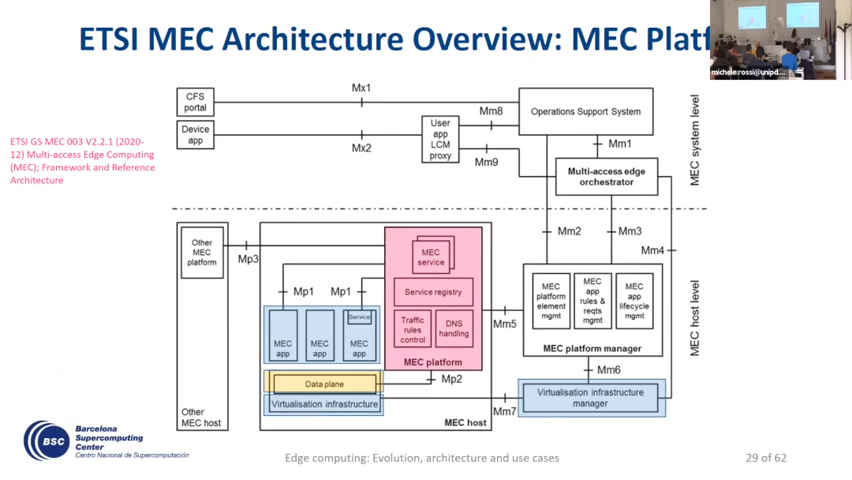 ETSI MEC Architecture Overview: MEC Platf
michele.rossi@unipd....
ETSI GS MEC 003 V2.2.1 (2020-
12) Multi-access Edge Computing
(MEC); Framework and Reference
Architecture
CFS
portal
Mx1
Operations Support System
Device
app
Mx2
User
app
LCM
proxy
Mm8
Mm9
Mm1
Multi-access edge
orchestrator
MEC system level
Other
MEC
platform
Mp3
Mp1
Mp1
MEC
service
Service registry
Traffic
rules
control
DNS
handling
MEC platform
MEC
app
MEC
app
Service
MEC
app
Mp2
Data plane
Virtualisation infrastructure
Other
MEC host
MEC host
Mm2
Mm3
Mm4
Mm5
MEC
platform
element
mgmt
MEC
app
rules &
reqts
mgmt
MEC
app
lifecycle
mgmt
MEC platform manager
Mm6
Mm7
Virtualisation infrastructure
manager
MEC host level
BSC
Barcelona
Supercomputing
Center
Centro Nacional de Supercomputación
Edge computing: Evolution, architecture and use cases
29 of 62